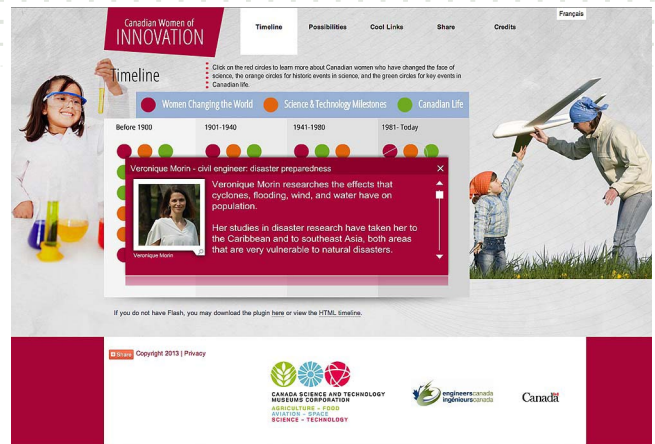 Français
Canadian Women of
INNOVATION
Timeline Possibilities Cool Links Share Credits
Timeline
Click on the red circles to learn more about Canadian women who have changed the face of
science, the orange circles for historic events in science, and the green circles for key events in
Canadian life.
Women Changing the World Science & Technology Milestones Canadian Life
Before 1900 1901-1940 1941-1980 1981- Today
Veronique Morin - civil engineer: disaster preparedness
Veronique Morin researches the effects that
cyclones, flooding, wind, and water have on
population.
Her studies in disaster research have taken her to
the Caribbean and to southeast Asia, both areas
that are very vulnerable to natural disasters.
Veronique Morin
If you do not have Flash, you may download the plugin here or view the HTML timeline.
Share Copyright 2013 | Privacy
CANADA SCIENCE AND TECHNOLOGY
MUSEUMS CORPORATION
AGRICULTURE – FOOD
AVIATION – SPACE
SCIENCE – TECHNOLOGY
engineerscanada
ingénieurscanada
Canada